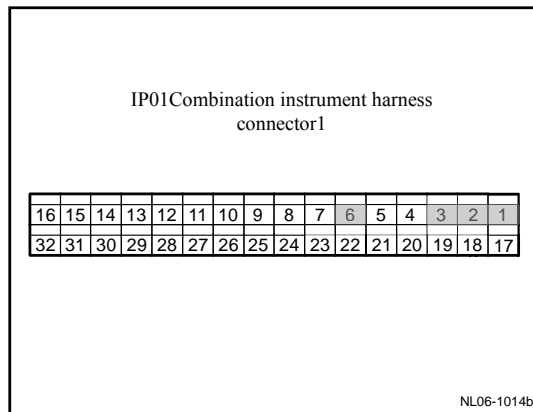 IP01Combination instrument harness
connector1
16 15 14 13 12 11 10 9 8 7 6 5 4 3 2 1
32 31 30 29 28 27 26 25 24 23 22 21 20 19 18 17
NL06-1014b